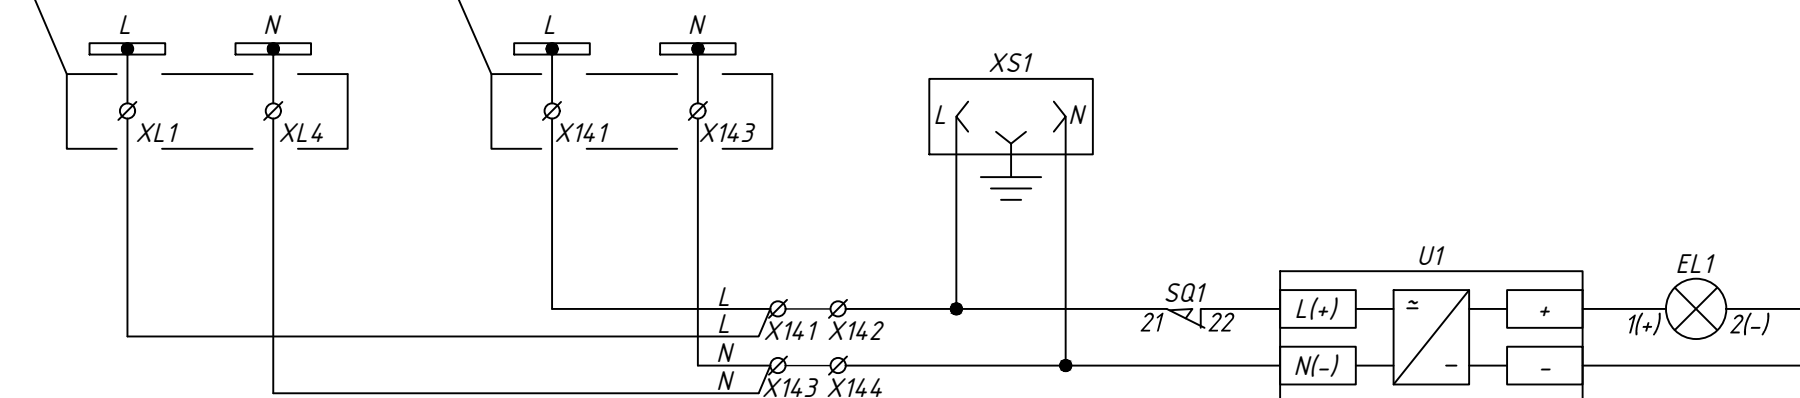 L N L N
XS1
L N
XL1 XL4 X141 X143
U1 EL1
L SQ1 L(+) ≃ +
L X141 X142 21 22 1(+) 2(-)
N N(-) - -
N X143 X144